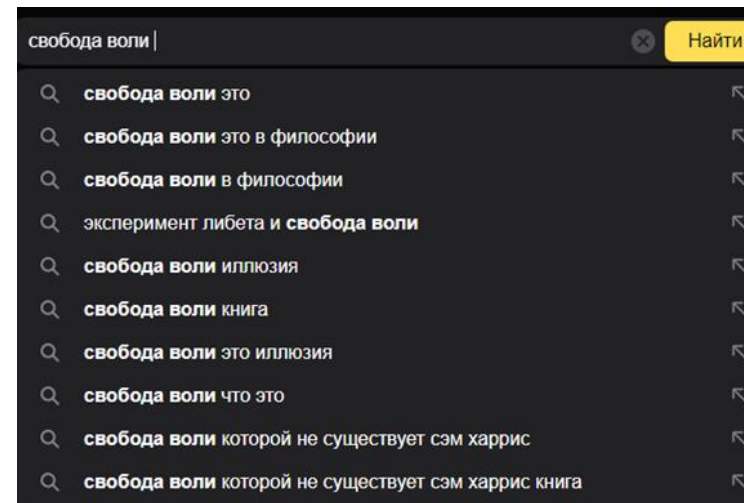 свобода воли
Найти
свобода воли это
свобода воли это в философии
свобода воли в философии
эксперимент либета и свобода воли
свобода воли иллюзия
свобода воли книга
свобода воли это иллюзия
свобода воли что это
свобода воли которой не существует сэм харрис
свобода воли которой не существует сэм харрис книга